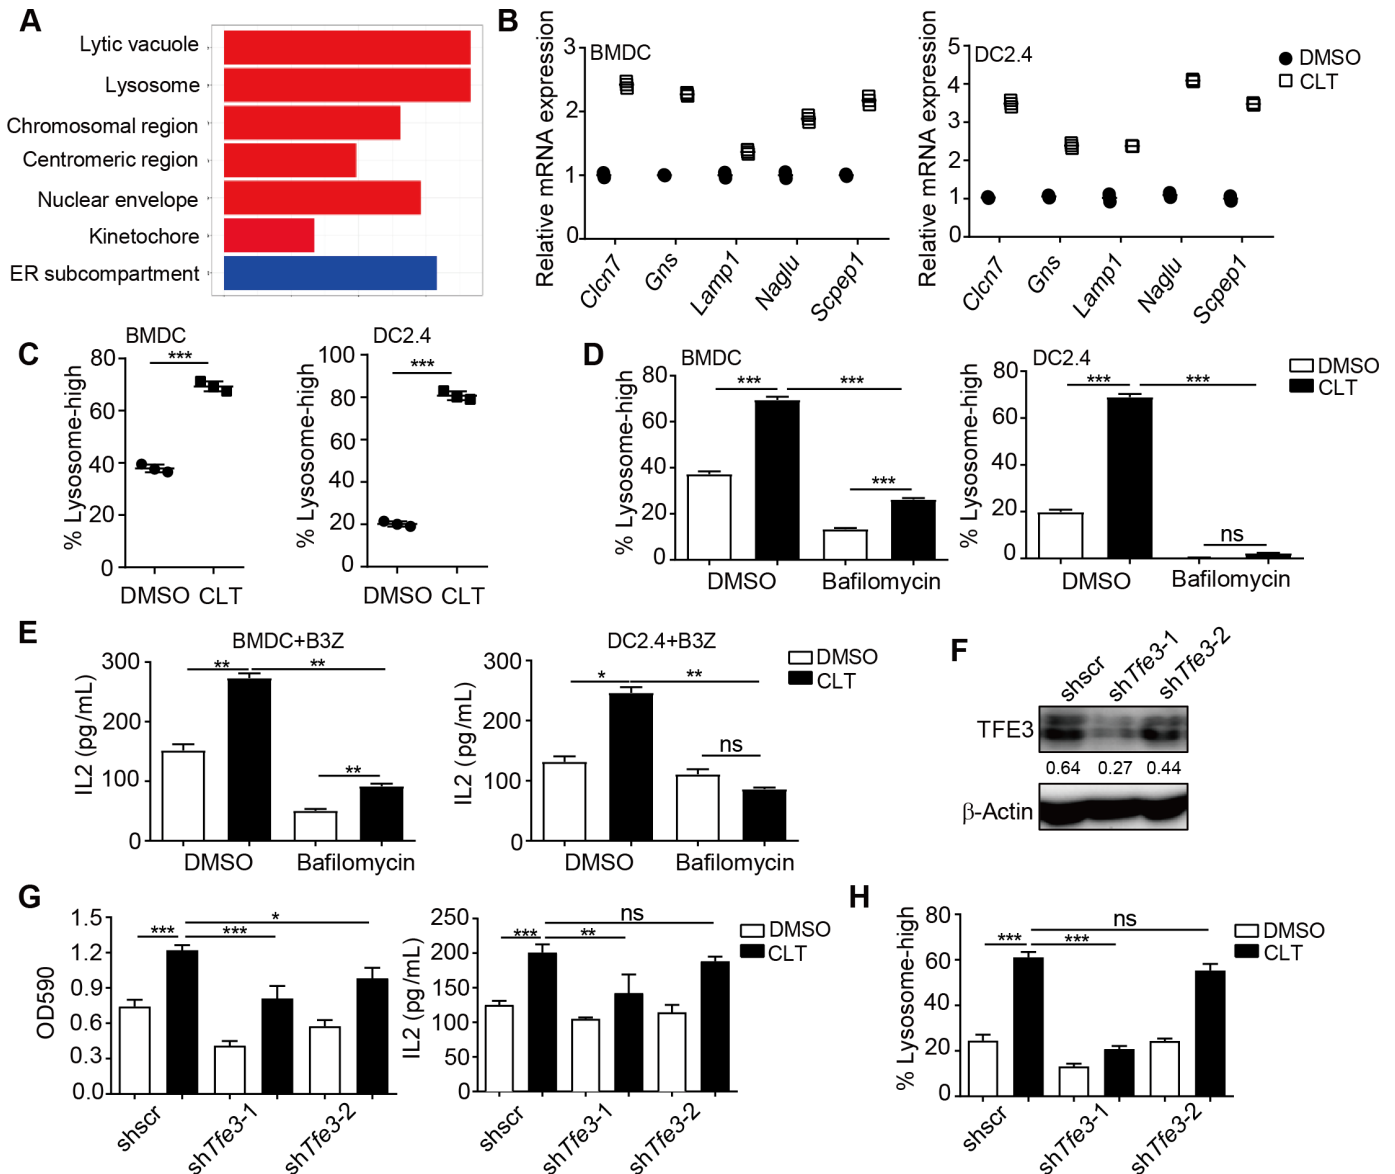 A
Lytic vacuole
Lysosome
Chromosomal region
Centromeric region
Nuclear envelope
Kinetochore
ER subcompartment
B
Relative mRNA expression
BMDC
3
2
1
0
Clcn7
Gns
Lamp1
Naglu
Scpep1
Relative mRNA expression
DC2.4
5
4
3
2
1
0
Clcn7
Gns
Lamp1
Naglu
Scpep1
DMSO
CLT
C
BMDC
% Lysosome-high
80
60
40
20
0
***
DMSO CLT
DC2.4
% Lysosome-high
100
80
60
40
20
0
***
DMSO CLT
D
BMDC
% Lysosome-high
80
60
40
20
0
*** ***
***
DMSO Bafilomycin
DC2.4
% Lysosome-high
80
60
40
20
0
*** ***
ns
DMSO Bafilomycin
DMSO
CLT
E
BMDC+B3Z
IL2 (pg/mL)
300
200
100
0
** **
**
DMSO Bafilomycin
DC2.4+B3Z
IL2 (pg/mL)
300
200
100
0
* **
ns
DMSO Bafilomycin
DMSO
CLT
F
shscr
shTfe3-1
shTfe3-2
TFE3
0.64 0.27 0.44
β-Actin
G
OD590
1.5
1.2
0.9
0.6
0.3
0.0
*
*** ***
shscr
shTfe3-1
shTfe3-2
IL2 (pg/mL)
250
200
150
100
50
0
ns
*** **
shscr
shTfe3-1
shTfe3-2
DMSO
CLT
H
% Lysosome-high
80
60
40
20
0
ns
*** ***
shscr
shTfe3-1
shTfe3-2
DMSO
CLT